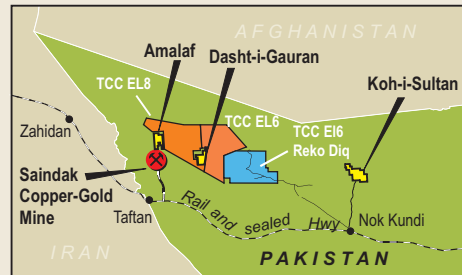 AFGHANISTAN
Amalaf
Dasht-i-Gauran
Koh-i-Sultan
TCC EL8
TCC EL6
TCC El6
Reko Diq
Zahidan
Saindak
Copper-Gold
Mine
Taftan
Rail and sealed Hwy
Nok Kundi
IRAN
PAKISTAN